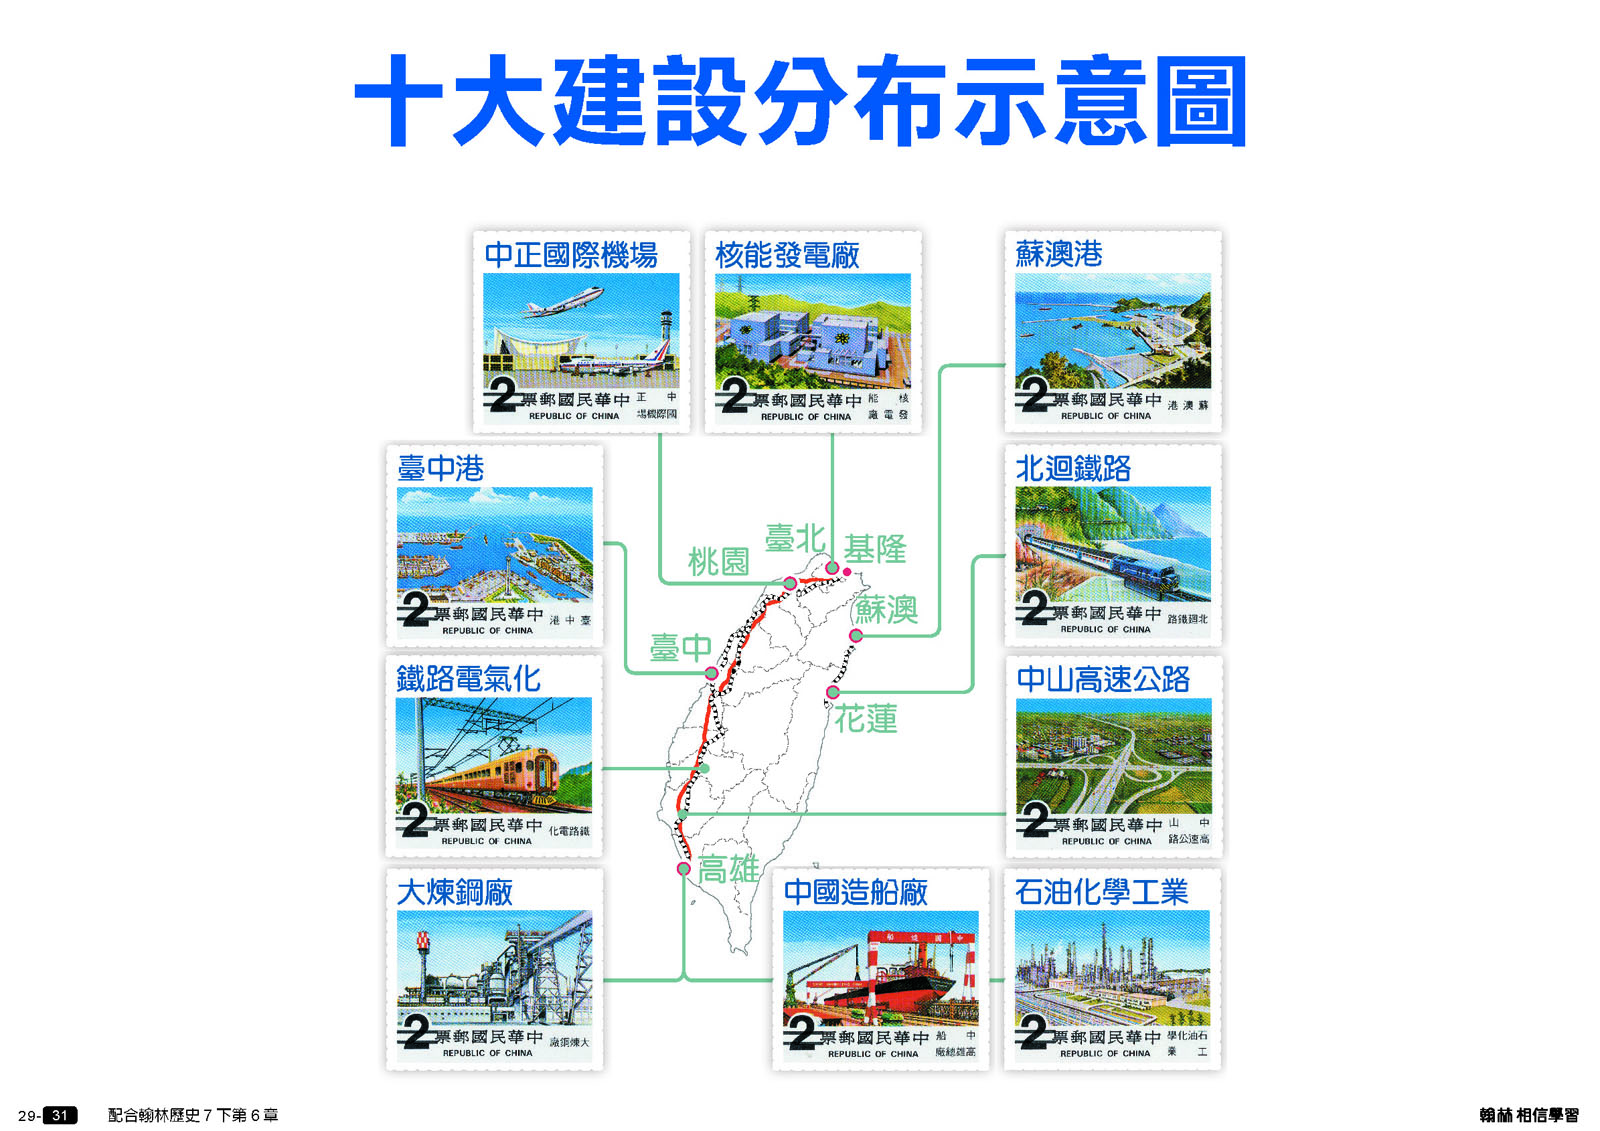 十大建設分布示意圖
中正國際機場
2
票郵國民華中
REPUBLIC OF CHINA
正　中
場機際國
核能發電廠
2
票郵國民華中
REPUBLIC OF CHINA
能　核
廠電發
蘇澳港
2
票郵國民華中
REPUBLIC OF CHINA
港澳蘇
臺中港
2
票郵國民華中
REPUBLIC OF CHINA
港中臺
北迴鐵路
2
票郵國民華中
REPUBLIC OF CHINA
路鐵迴北
鐵路電氣化
2
票郵國民華中
REPUBLIC OF CHINA
化電路鐵
中山高速公路
2
票郵國民華中
REPUBLIC OF CHINA
山　中
路公速高
大煉鋼廠
2
票郵國民華中
REPUBLIC OF CHINA
廠鋼煉大
中國造船廠
船造國中
2
票郵國民華中
REPUBLIC OF CHINA
船　中
廠總雄高
石油化學工業
2
票郵國民華中
REPUBLIC OF CHINA
學化油石
業　工
臺北
基隆
桃園
蘇澳
臺中
花蓮
高雄
29-31
配合翰林歷史7下第6章
翰林 相信學習